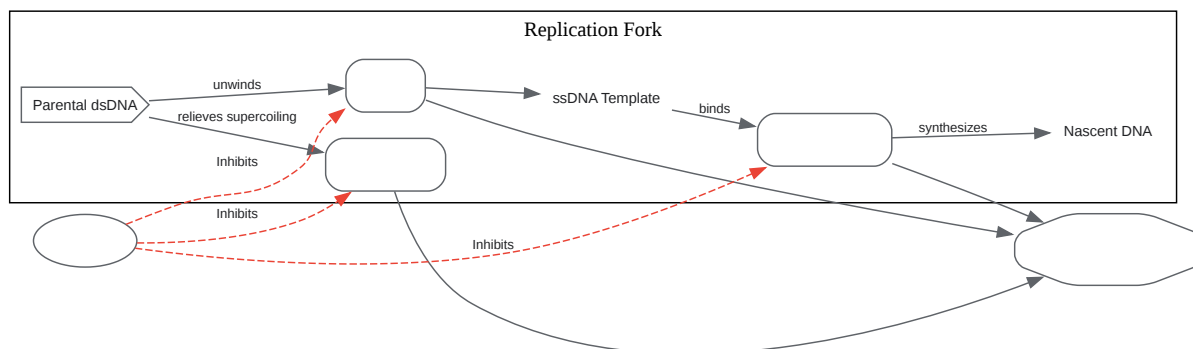 Replication Fork
unwinds
Parental dsDNA
ssDNA Template
binds
relieves supercoiling
synthesizes
Nascent DNA
Inhibits
Inhibits
Inhibits